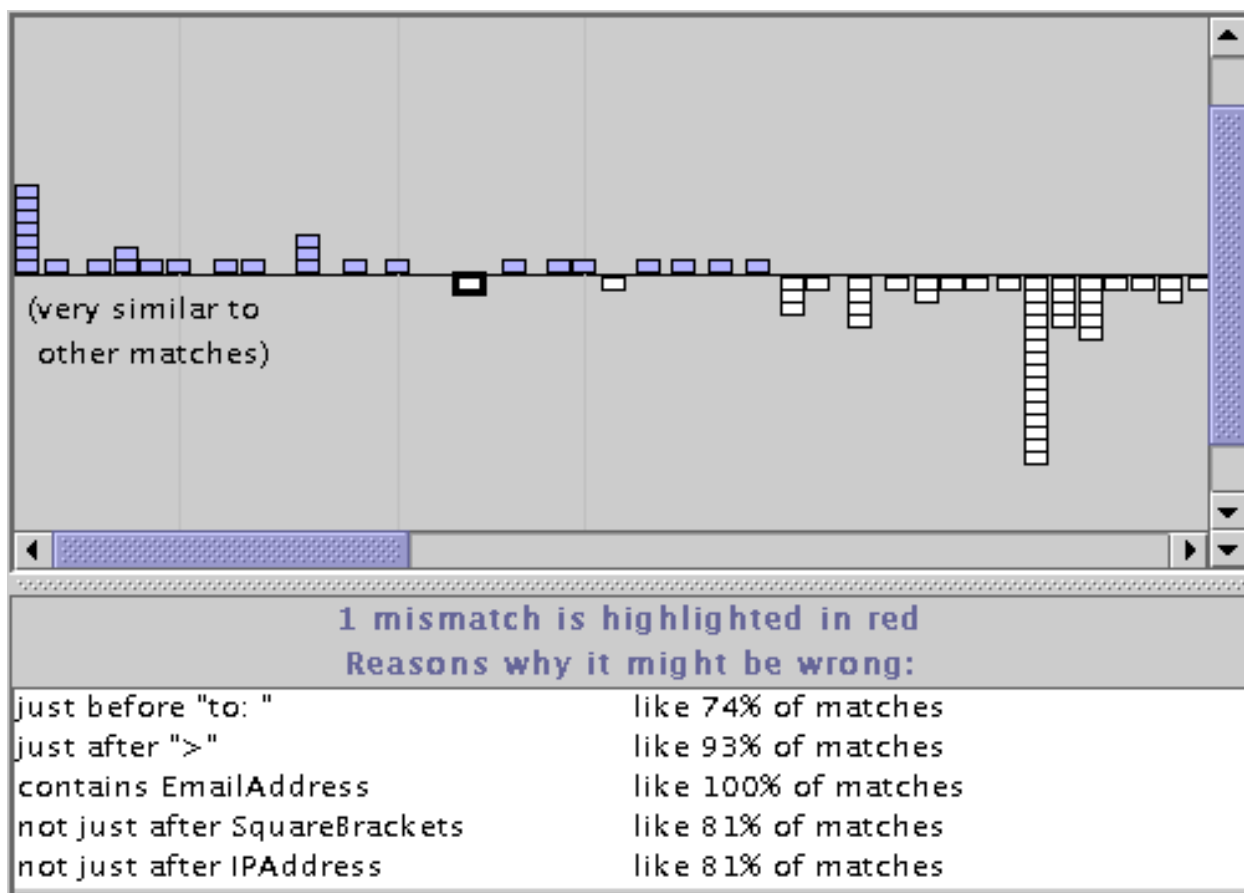 (very similar to
other matches)
1 mismatch is highlighted in red
Reasons why it might be wrong:
just before "to: " like 74% of matches
just after ">" like 93% of matches
contains EmailAddress like 100% of matches
not just after SquareBrackets like 81% of matches
not just after IPAddress like 81% of matches